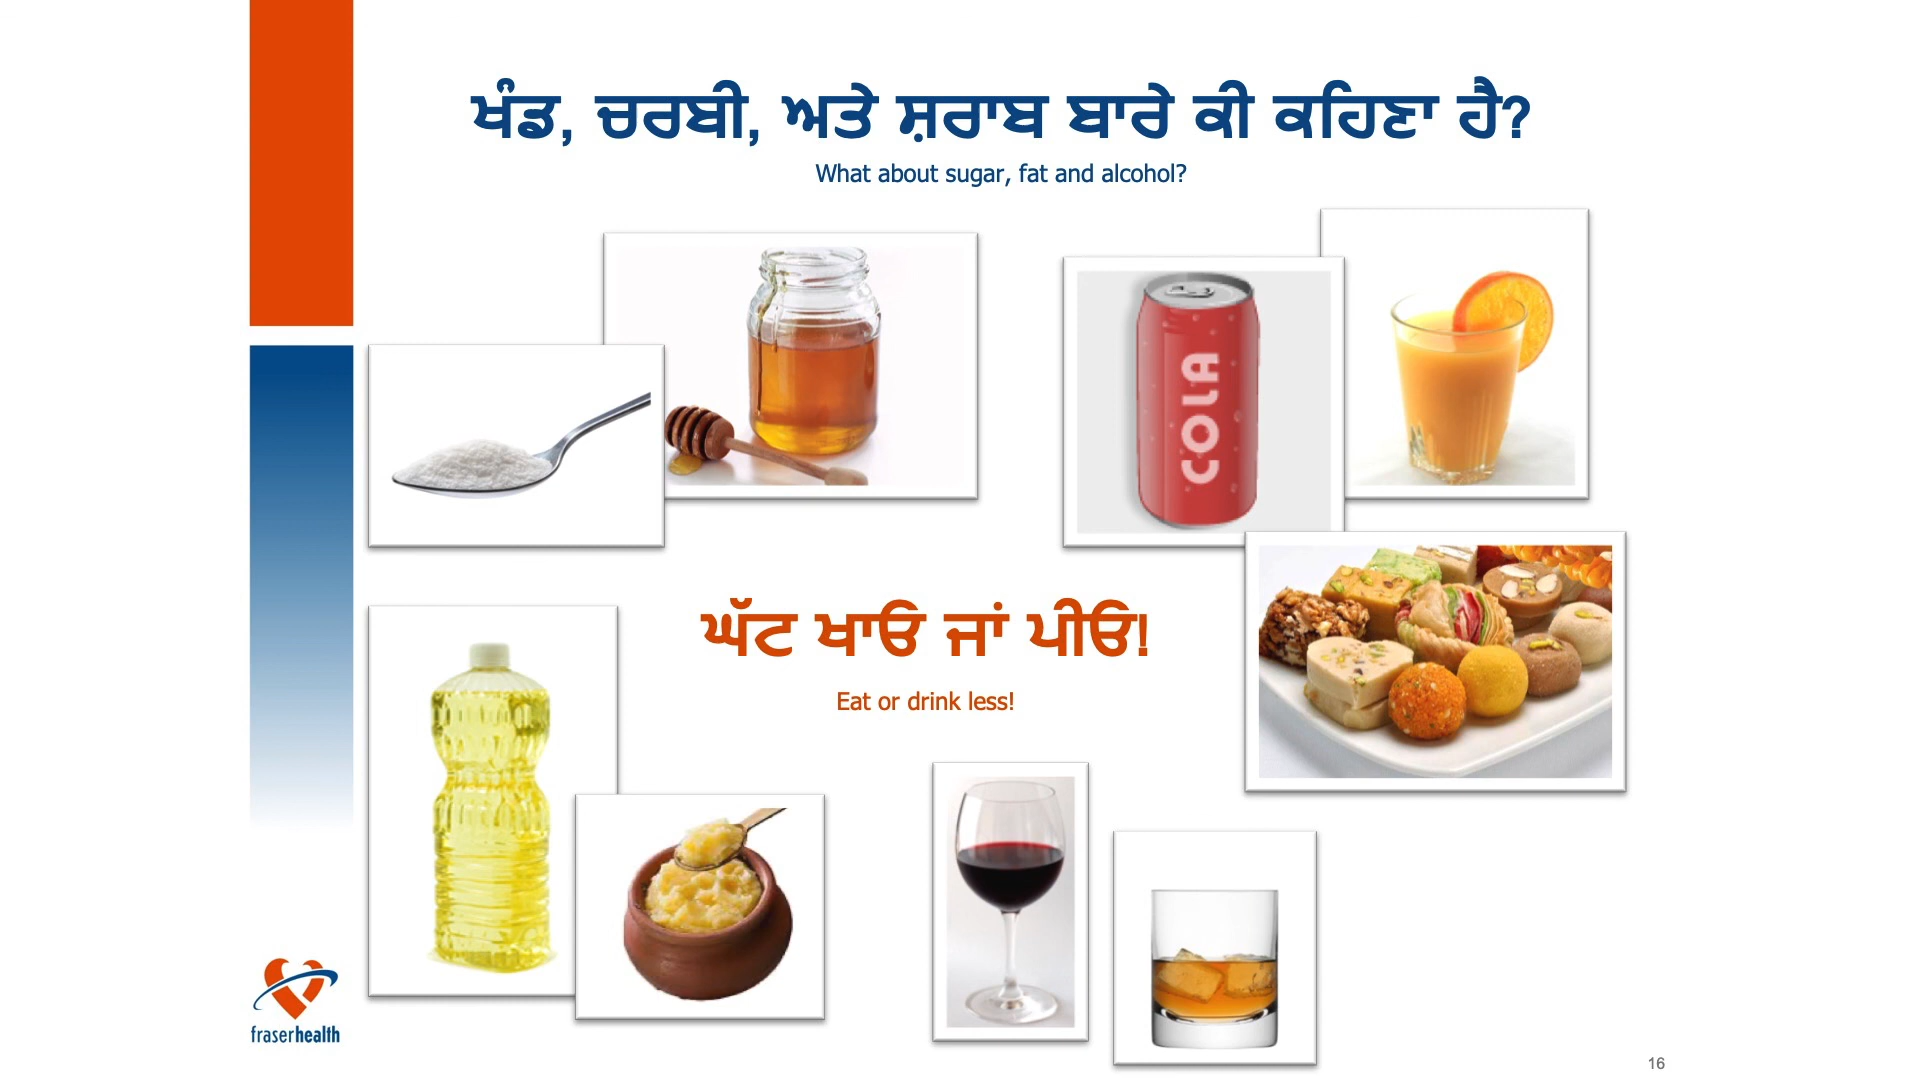 ਖੰਡ, ਚਰਬੀ, ਅਤੇ ਸ਼ਰਾਬ ਬਾਰੇ ਕੀ ਕਹਿਣਾ ਹੈ?
What about sugar, fat and alcohol?
COLA
ਘੱਟ ਖਾਓ ਜਾਂ ਪੀਓ!
Eat or drink less!
fraserhealth
16